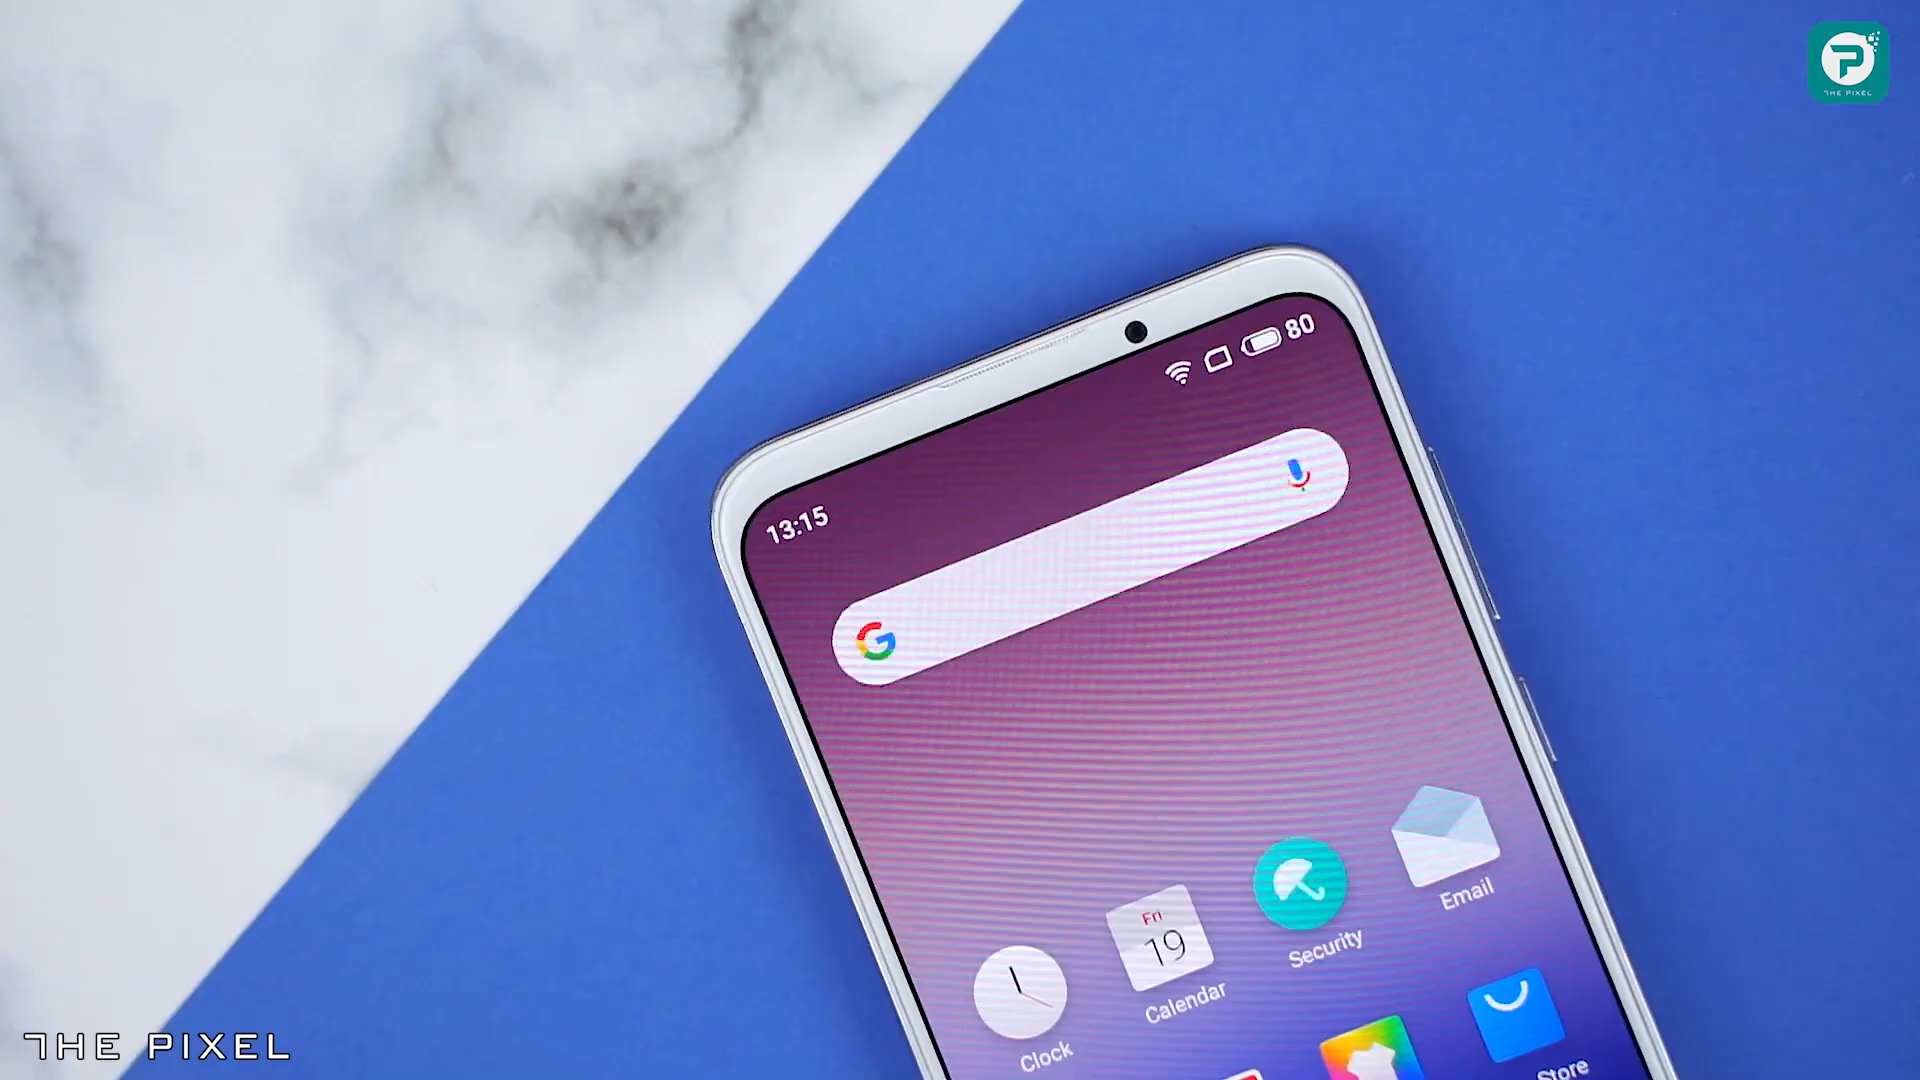 THE PIXEL
80
13:15
Fri
19
Email
Security
Calendar
Clock
Store
THE PIXEL